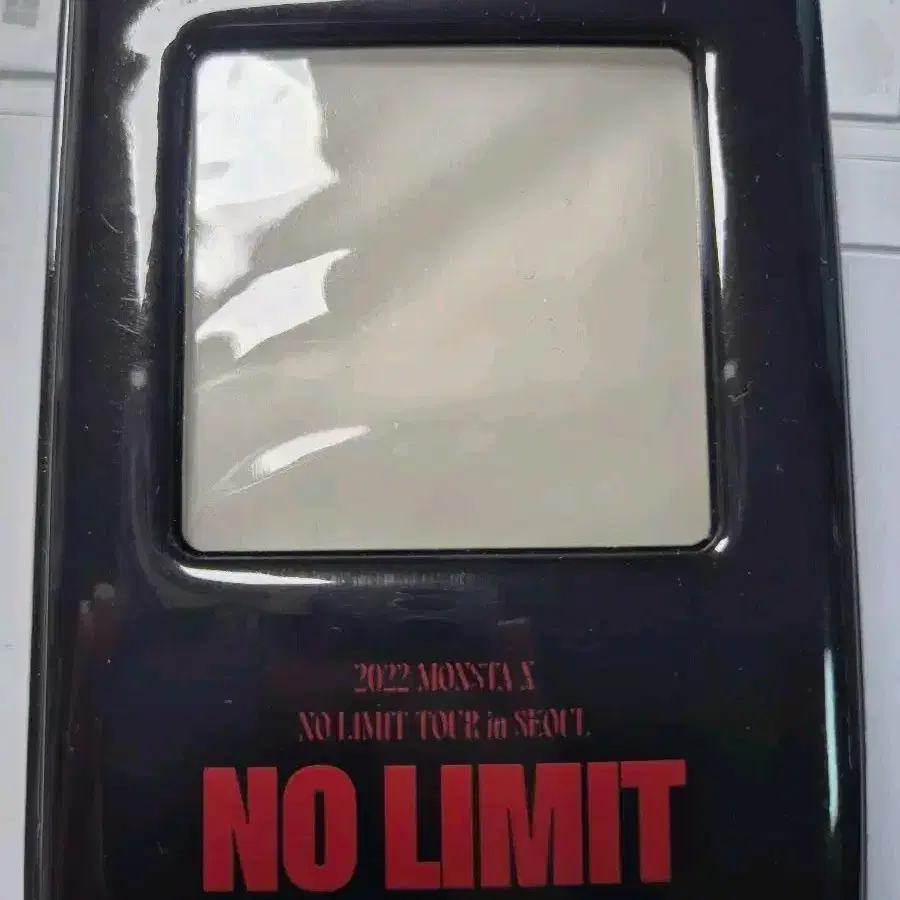 2022 MONSTA X
NO LIMIT TOUR in SEOUL
NO LIMIT